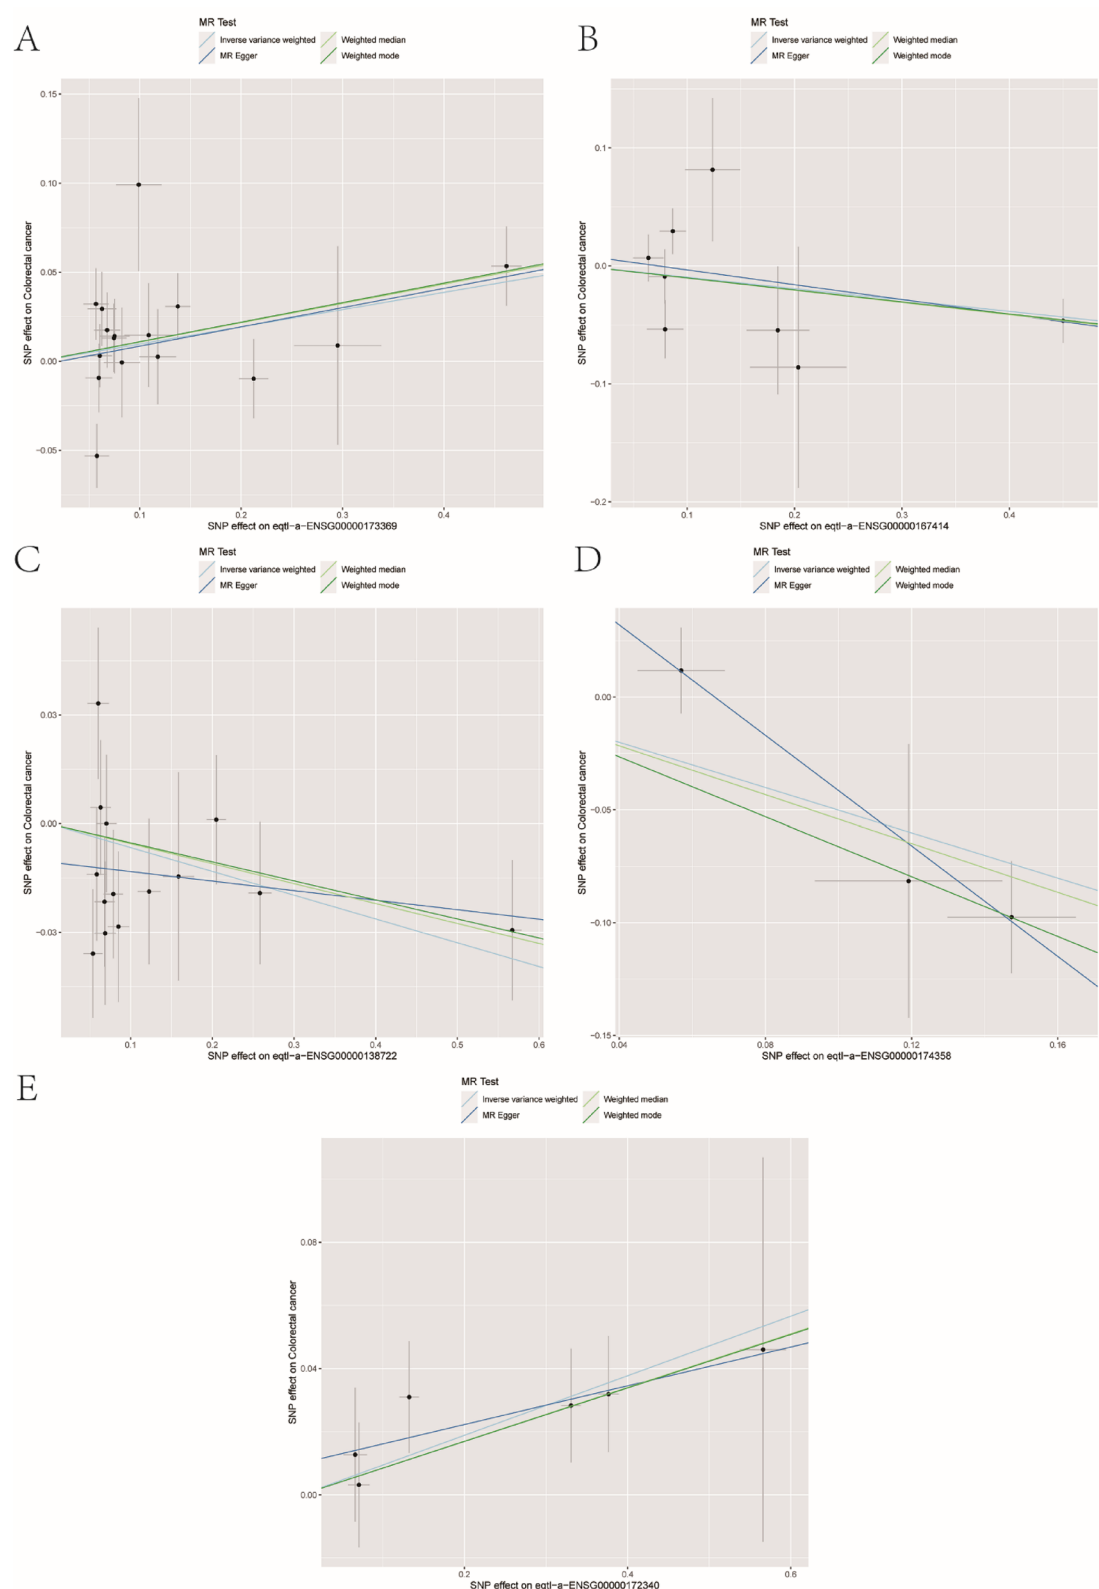 A
MR Test
Inverse variance weighted
Weighted median
MR Egger
Weighted mode
SNP effect on Colorectal cancer
0.15
0.10
0.05
0.00
−0.05
0.1 0.2 0.3 0.4
SNP effect on eqtl−a−ENSG00000173369
B
MR Test
Inverse variance weighted
Weighted median
MR Egger
Weighted mode
SNP effect on Colorectal cancer
0.1
0.0
−0.1
−0.2
0.1 0.2 0.3 0.4
SNP effect on eqtl−a−ENSG00000167414
C
MR Test
Inverse variance weighted
Weighted median
MR Egger
Weighted mode
SNP effect on Colorectal cancer
0.03
0.00
−0.03
0.1 0.2 0.3 0.4 0.5 0.6
SNP effect on eqtl−a−ENSG00000138722
D
MR Test
Inverse variance weighted
Weighted median
MR Egger
Weighted mode
SNP effect on Colorectal cancer
0.00
−0.05
−0.10
−0.15
0.04 0.08 0.12 0.16
SNP effect on eqtl−a−ENSG00000174358
E
MR Test
Inverse variance weighted
Weighted median
MR Egger
Weighted mode
SNP effect on Colorectal cancer
0.08
0.04
0.00
0.2 0.4 0.6
SNP effect on eqtl−a−ENSG00000172340